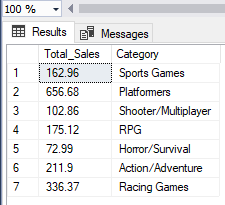 100 %
Results Messages
Total_Sales Category
1 162.96 Sports Games
2 656.68 Platformers
3 102.86 Shooter/Multiplayer
4 175.12 RPG
5 72.99 Horror/Survival
6 211.9 Action/Adventure
7 336.37 Racing Games